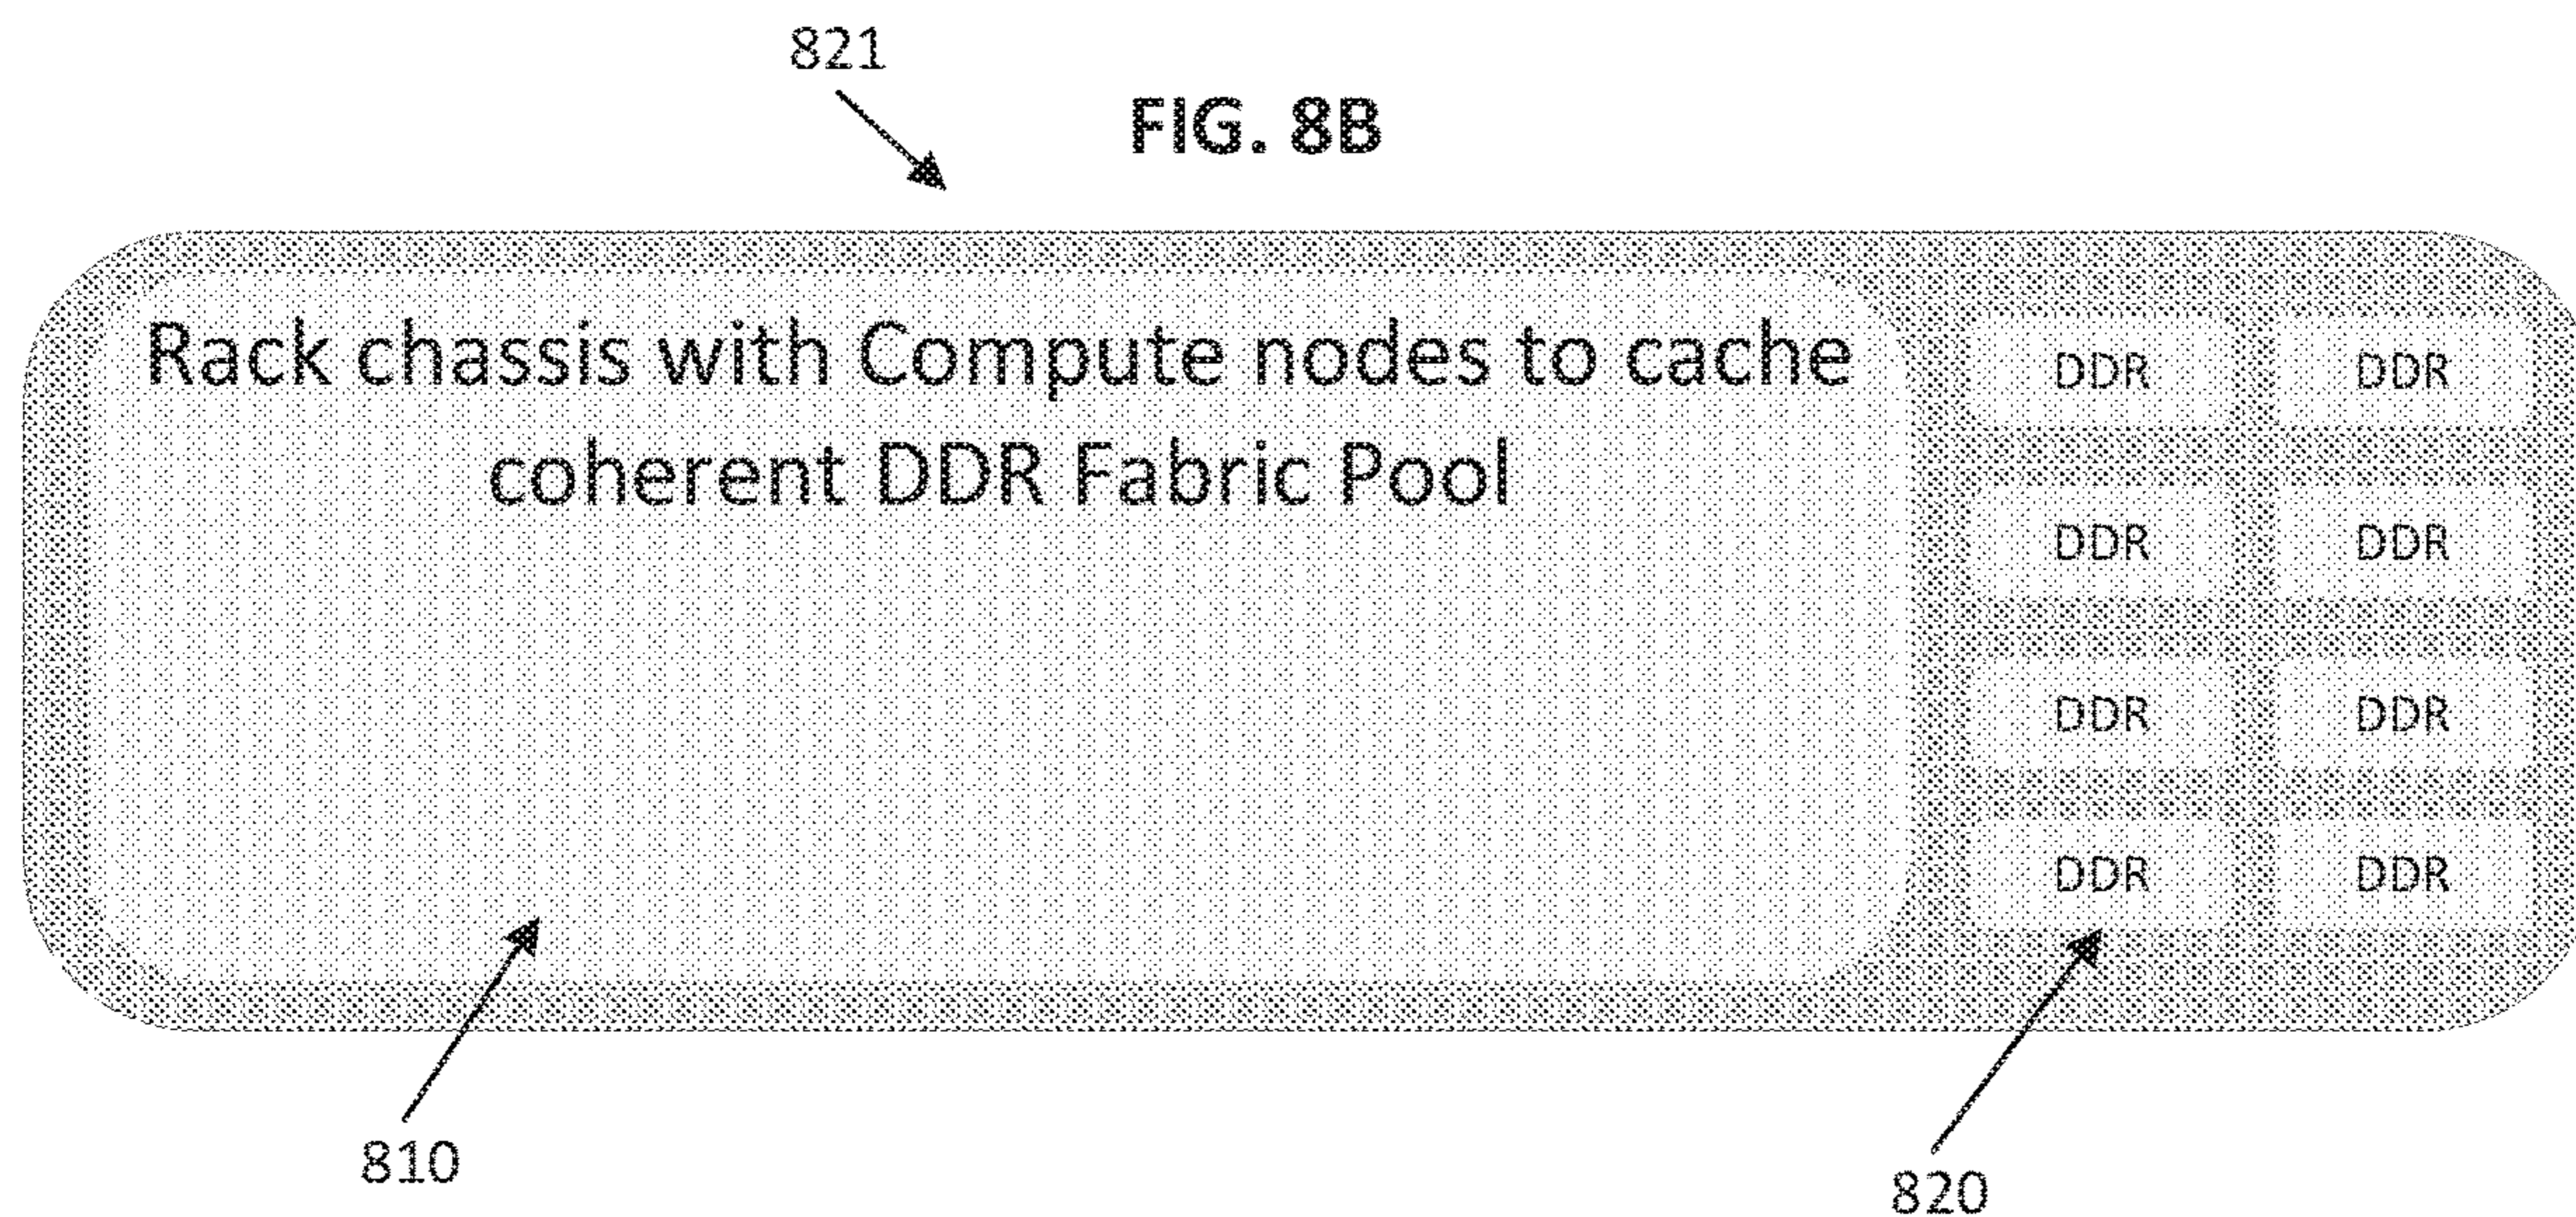 821
FIG. 8B
Rack chassis with Compute nodes to cache
coherent DDR Fabric Pool
DDR DDR
DDR DDR
DDR DDR
DDR DDR
810
820